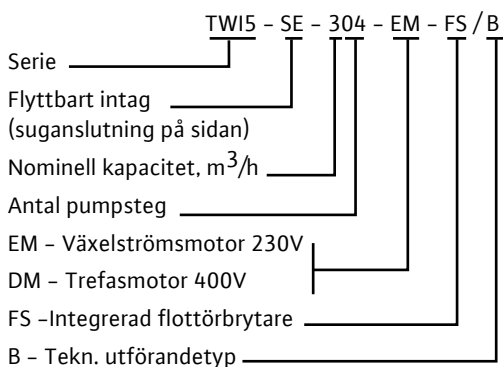 TWI5 – SE – 304 – EM – FS / B
Serie
Flyttbart intag
(suganslutning på sidan)
Nominell kapacitet, m³/h
Antal pumpsteg
EM – Växelströmsmotor 230V
DM – Trefasmotor 400V
FS –Integrerad flottörbrytare
B – Tekn. utförandetyp